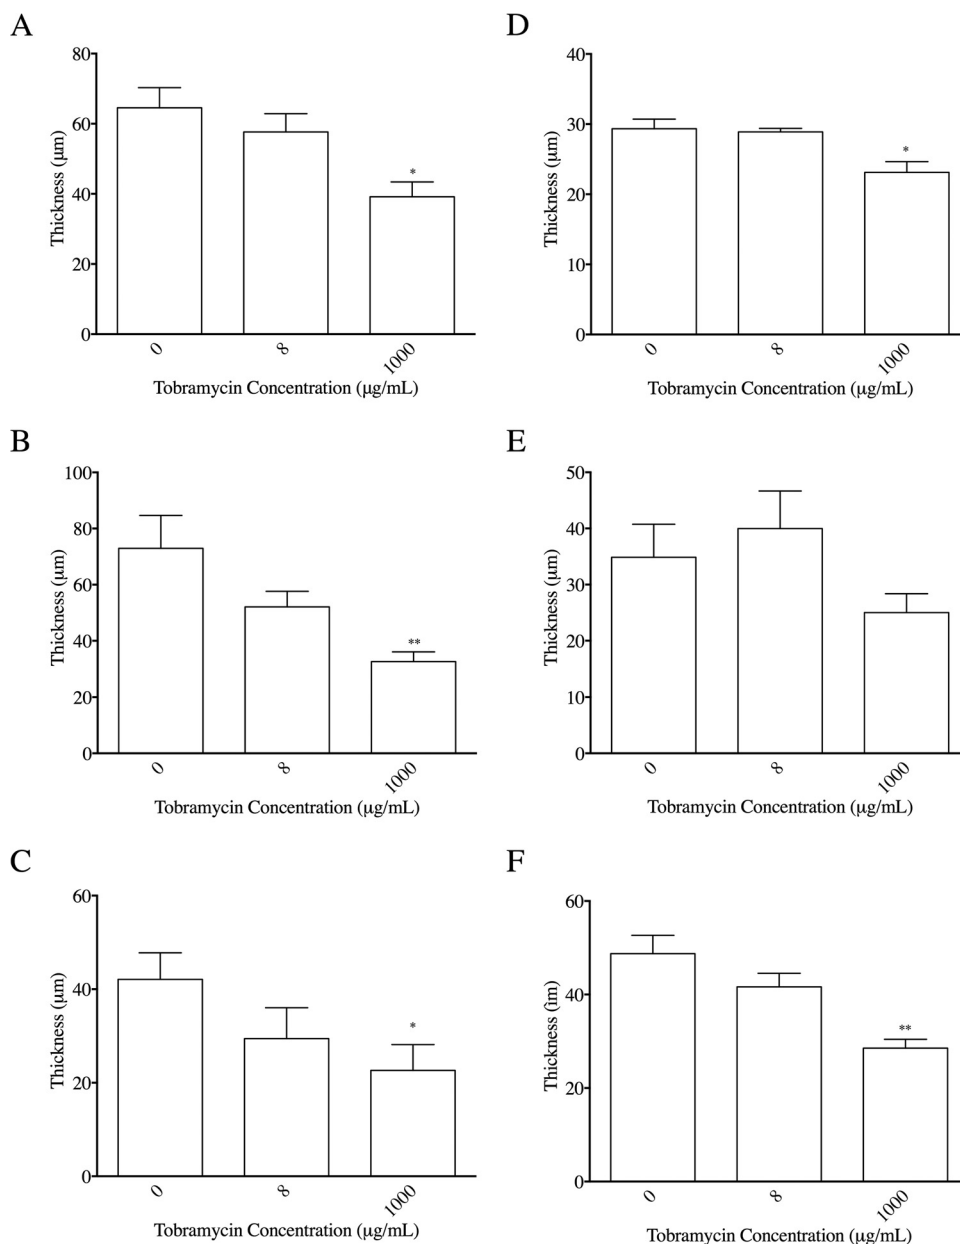 A
80
60
40
20
0
Thickness (μm)
*
0
8
1000
Tobramycin Concentration (μg/mL)
D
40
30
20
10
0
Thickness (μm)
*
0
8
1000
Tobramycin Concentration (μg/mL)
B
100
80
60
40
20
0
Thickness (μm)
**
0
8
1000
Tobramycin Concentration (μg/mL)
E
50
40
30
20
10
0
Thickness (μm)
0
8
1000
Tobramycin Concentration (μg/mL)
C
60
40
20
0
Thickness (μm)
*
0
8
1000
Tobramycin Concentration (μg/mL)
F
60
40
20
0
Thickness (im)
**
0
8
1000
Tobramycin Concentration (μg/mL)